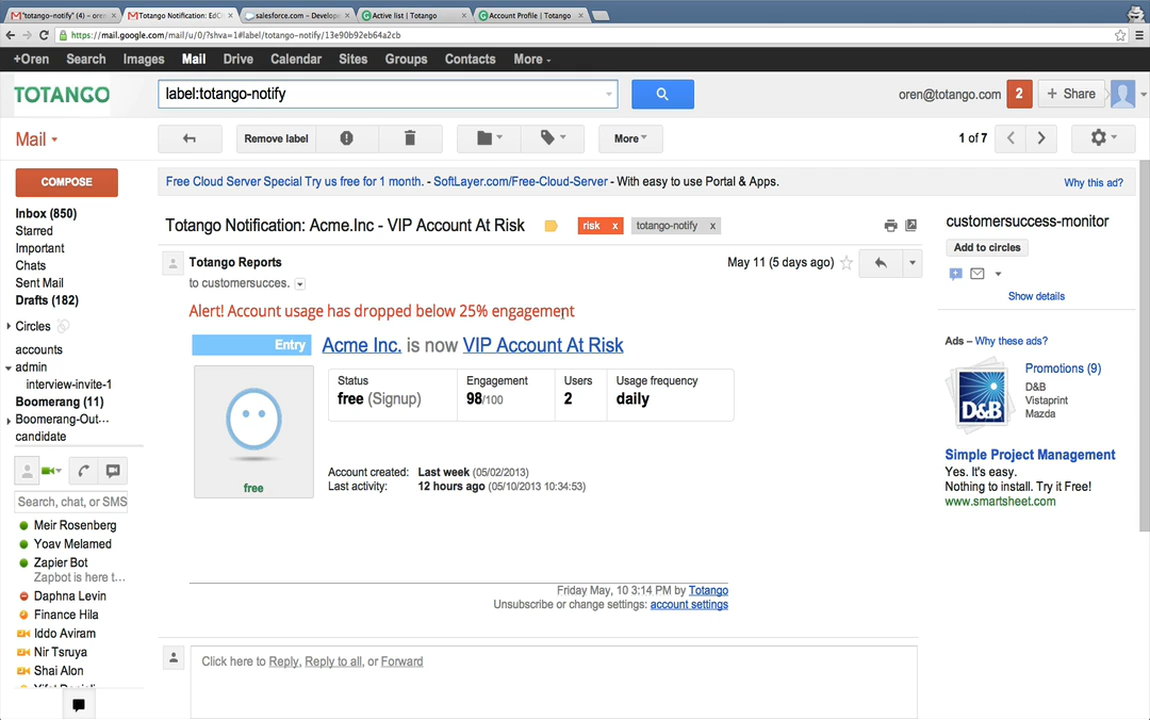 "totango-notify" (4) - oren
Totango Notification: EdC
salesforce.com – Develop
Active list | Totango
Account Profile | Totango
https://mail.google.com/mail/u/0/?shva=1#label/totango-notify/13e90b92eb64a2cb
+Oren Search Images Mail Drive Calendar Sites Groups Contacts More
TOTANGO
label:totango-notify
oren@totango.com 2 + Share
Mail
Remove label
More
1 of 7
COMPOSE
Inbox (850)
Starred
Important
Chats
Sent Mail
Drafts (182)
Circles
accounts
admin
interview-invite-1
Boomerang (11)
Boomerang-Out...
candidate
Search, chat, or SMS
Meir Rosenberg
Yoav Melamed
Zapier Bot
Zapbot is here t...
Daphna Levin
Finance Hila
Iddo Aviram
Nir Tsruya
Shai Alon
Free Cloud Server Special Try us free for 1 month. - SoftLayer.com/Free-Cloud-Server - With easy to use Portal & Apps.
Why this ad?
Totango Notification: Acme.Inc - VIP Account At Risk
risk x
totango-notify x
Totango Reports
May 11 (5 days ago)
to customersucces.
Alert! Account usage has dropped below 25% engagement
Entry
Acme Inc. is now VIP Account At Risk
free
Status Engagement Users Usage frequency
free (Signup) 98/100 2 daily
Account created: Last week (05/02/2013)
Last activity: 12 hours ago (05/10/2013 10:34:53)
Friday May, 10 3:14 PM by Totango
Unsubscribe or change settings: account settings
Click here to Reply, Reply to all, or Forward
customersuccess-monitor
Add to circles
Show details
Ads – Why these ads?
D&B
Promotions (9)
D&B
Vistaprint
Mazda
Simple Project Management
Yes. It's easy.
Nothing to install. Try it Free!
www.smartsheet.com